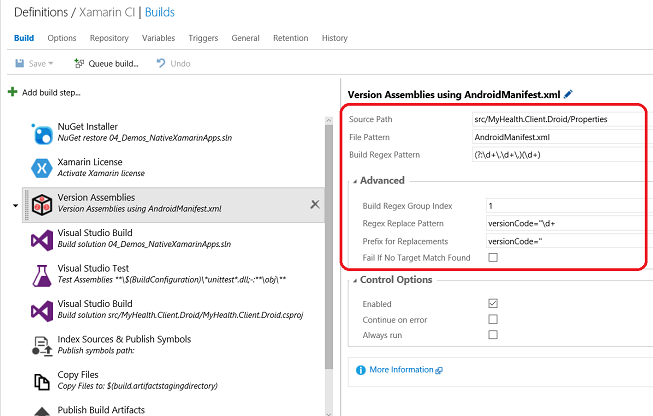 Definitions / Xamarin CI | Builds
Build Options Repository Variables Triggers General Retention History
Save Queue build... Undo
Add build step...
NuGet Installer
NuGet restore 04_Demos_NativeXamarinApps.sln
Xamarin License
Activate Xamarin license
Version Assemblies
Version Assemblies using AndroidManifest.xml
Visual Studio Build
Build solution 04_Demos_NativeXamarinApps.sln
Visual Studio Test
Test Assemblies **\$(BuildConfiguration)\*unittest*.dll;-:**\obj\**
Visual Studio Build
Build solution src/MyHealth.Client.Droid/MyHealth.Client.Droid.csproj
Index Sources & Publish Symbols
Publish symbols path:
Copy Files
Copy Files to: $(build.artifactstagingdirectory)
Publish Build Artifacts
Version Assemblies using AndroidManifest.xml
Source Path src/MyHealth.Client.Droid/Properties
File Pattern AndroidManifest.xml
Build Regex Pattern (?:\d+\.\d+\.)(\d+)
Advanced
Build Regex Group Index 1
Regex Replace Pattern versionCode="\d+
Prefix for Replacements versionCode="
Fail If No Target Match Found
Control Options
Enabled
Continue on error
Always run
More Information